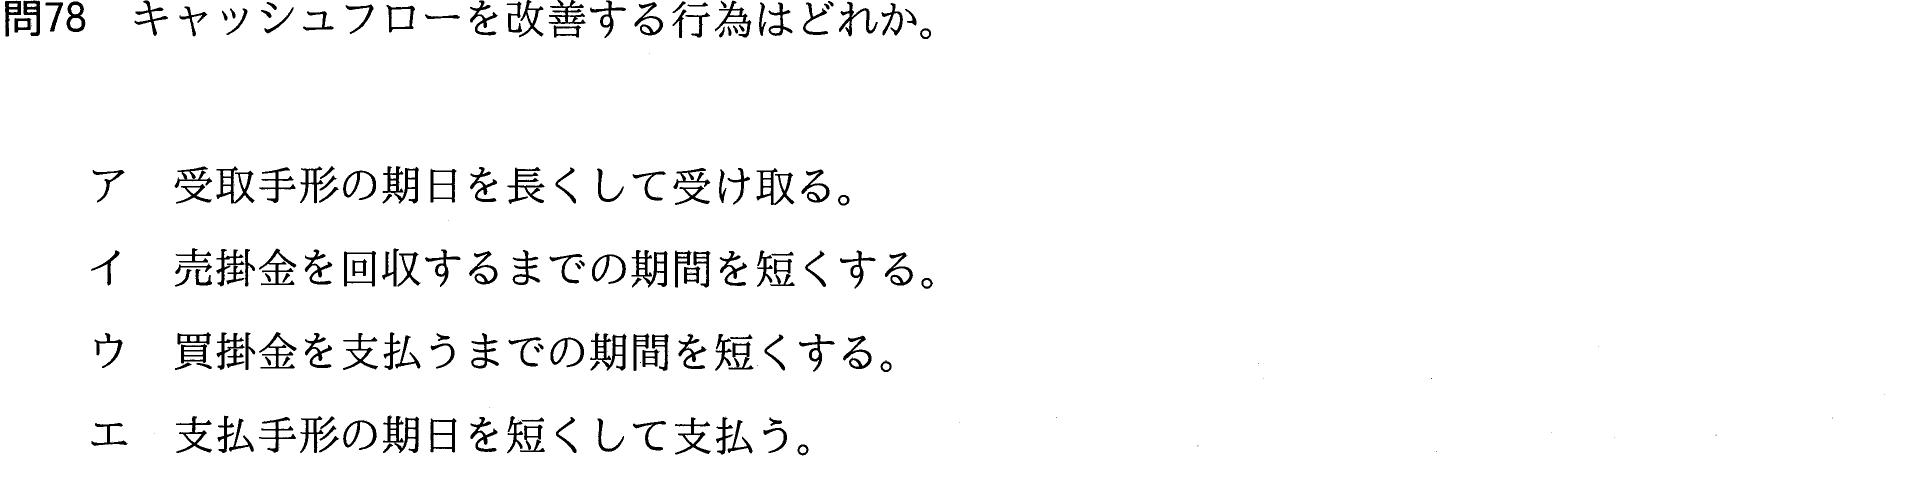 問78　キャッシュフローを改善する行為はどれか。
ア　受取手形の期日を長くして受け取る。
イ　売掛金を回収するまでの期間を短くする。
ウ　買掛金を支払うまでの期間を短くする。
エ　支払手形の期日を短くして支払う。